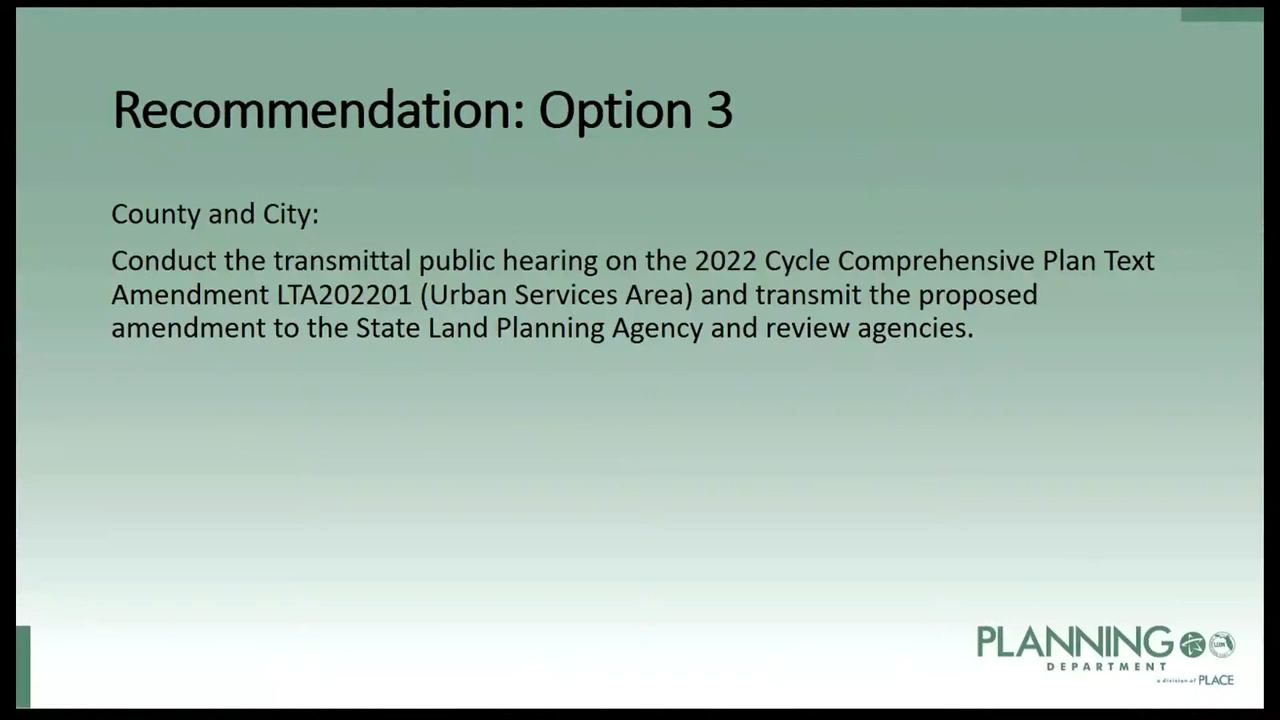 Recommendation: Option 3
County and City:
Conduct the transmittal public hearing on the 2022 Cycle Comprehensive Plan Text
Amendment LTA202201 (Urban Services Area) and transmit the proposed
amendment to the State Land Planning Agency and review agencies.
PLANNING
DEPARTMENT
a division of PLACE